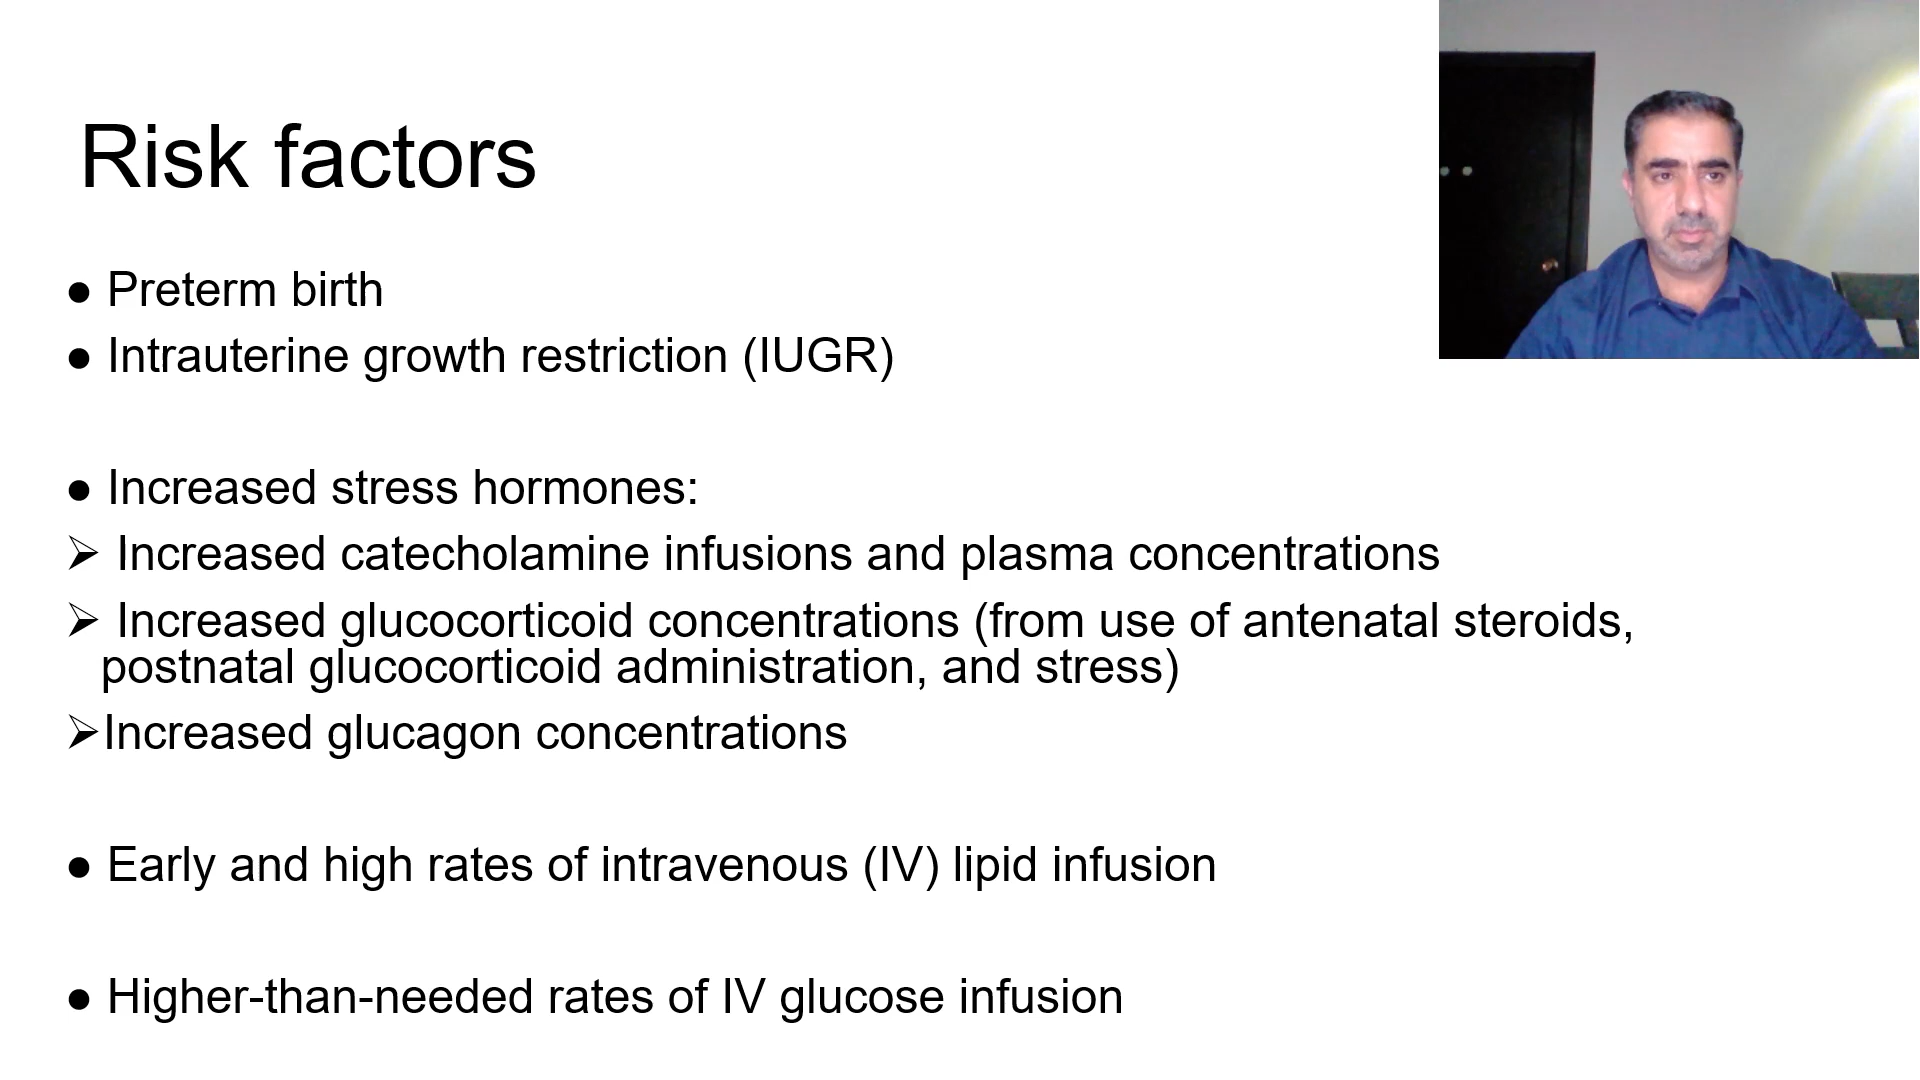 Risk factors
● Preterm birth
● Intrauterine growth restriction (IUGR)
● Increased stress hormones:
➢ Increased catecholamine infusions and plasma concentrations
➢ Increased glucocorticoid concentrations (from use of antenatal steroids,
postnatal glucocorticoid administration, and stress)
➢Increased glucagon concentrations
● Early and high rates of intravenous (IV) lipid infusion
● Higher-than-needed rates of IV glucose infusion